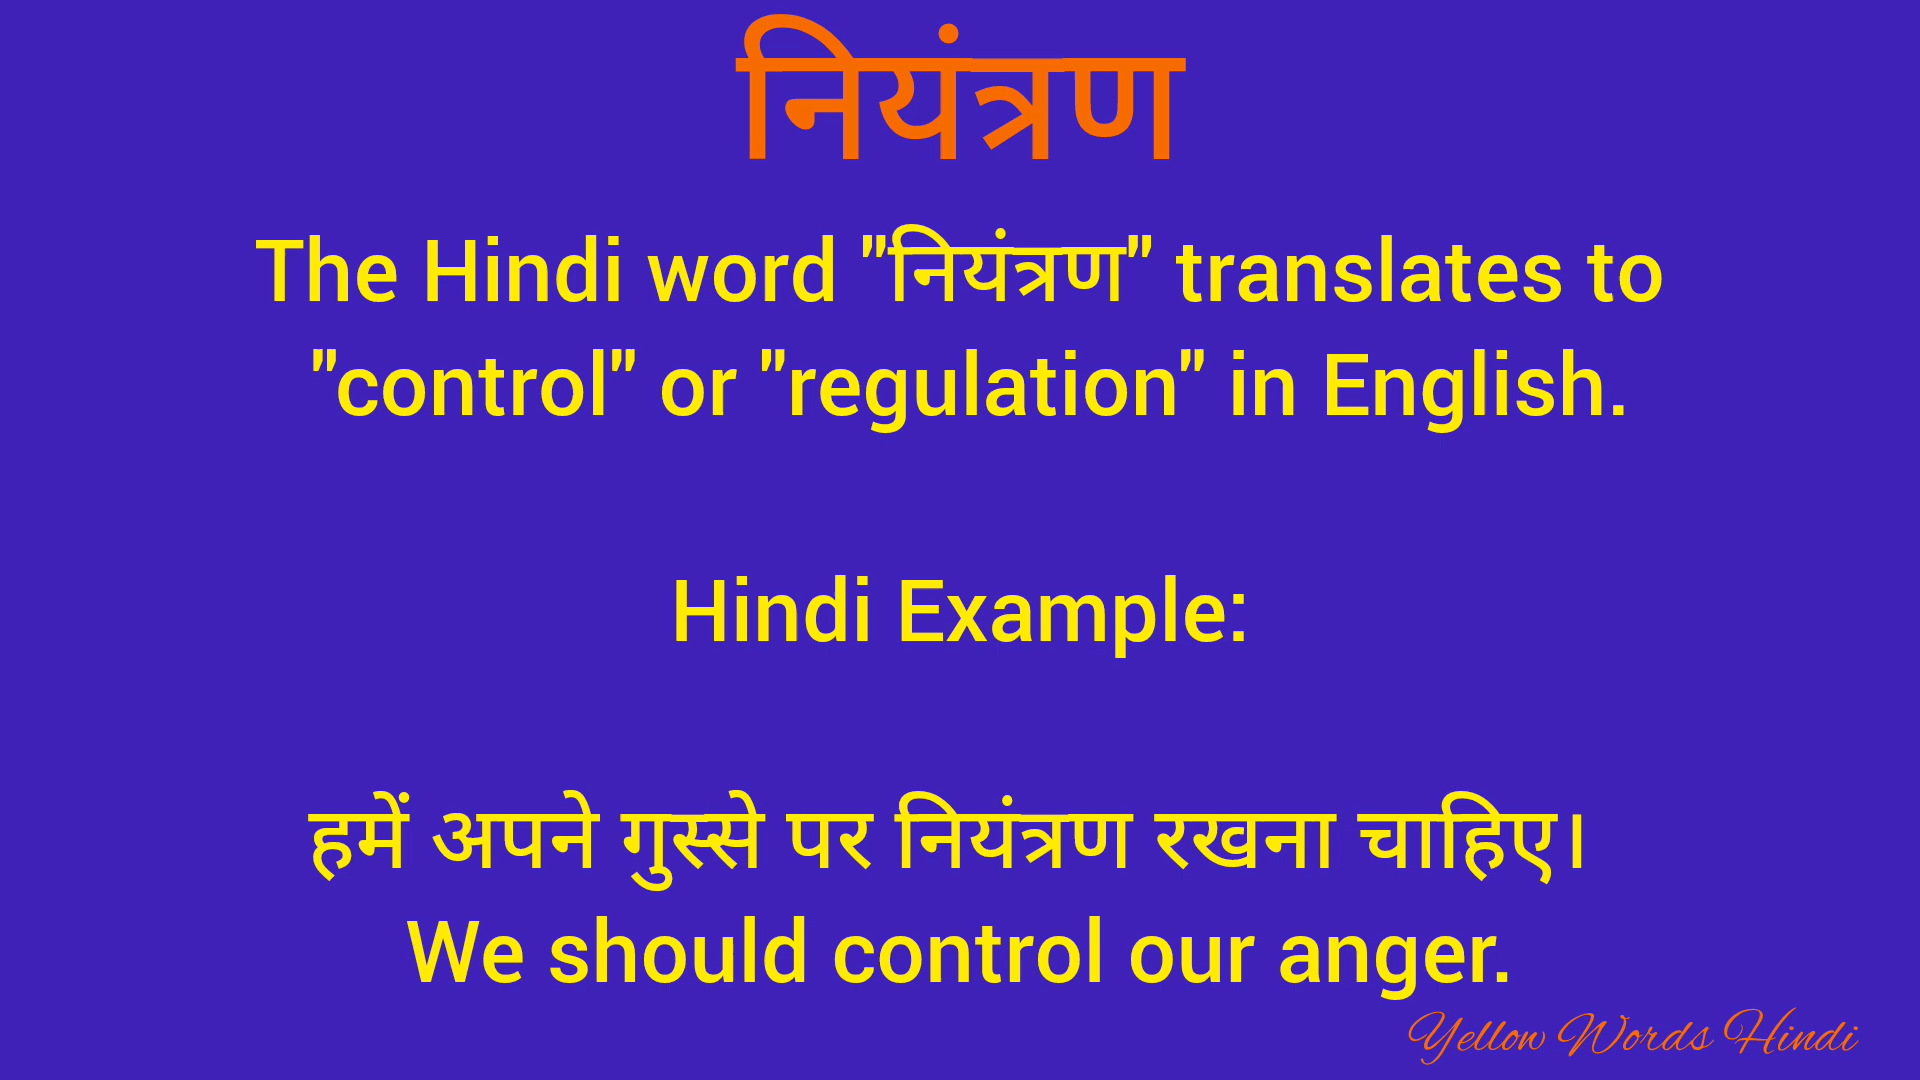 नियंत्रण
The Hindi word "नियंत्रण" translates to
"control" or "regulation" in English.
Hindi Example:
हमें अपने गुस्से पर नियंत्रण रखना चाहिए।
We should control our anger.
Yellow Words Hindi